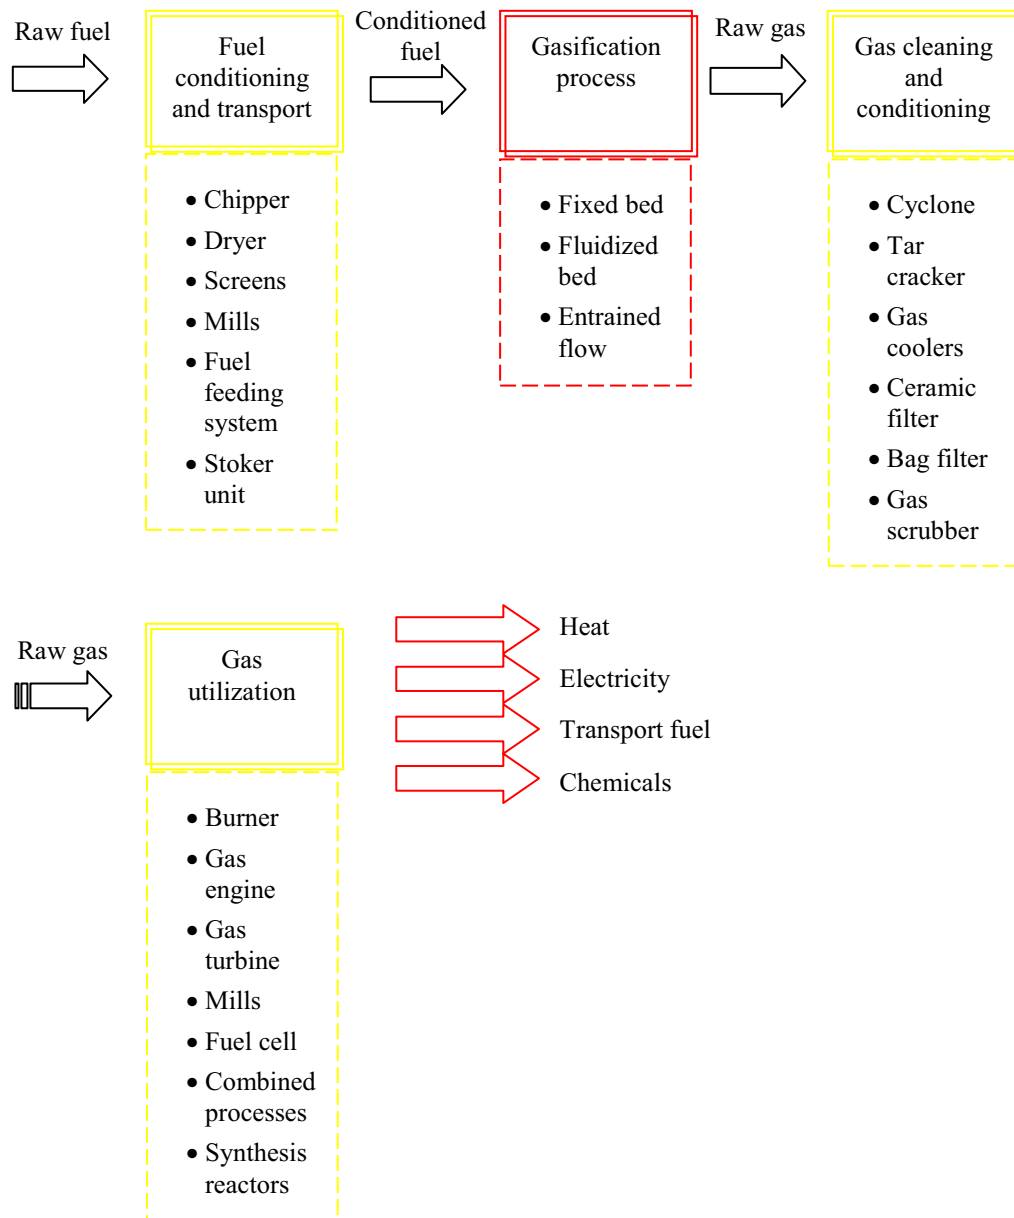 Raw fuel
Fuel
conditioning
and transport
Conditioned
fuel
Gasification
process
Raw gas
Gas cleaning
and
conditioning
• Chipper
• Dryer
• Screens
• Mills
• Fuel
feeding
system
• Stoker
unit
• Fixed bed
• Fluidized
bed
• Entrained
flow
• Cyclone
• Tar
cracker
• Gas
coolers
• Ceramic
filter
• Bag filter
• Gas
scrubber
Raw gas
Gas
utilization
Heat
Electricity
Transport fuel
Chemicals
• Burner
• Gas
engine
• Gas
turbine
• Mills
• Fuel cell
• Combined
processes
• Synthesis
reactors